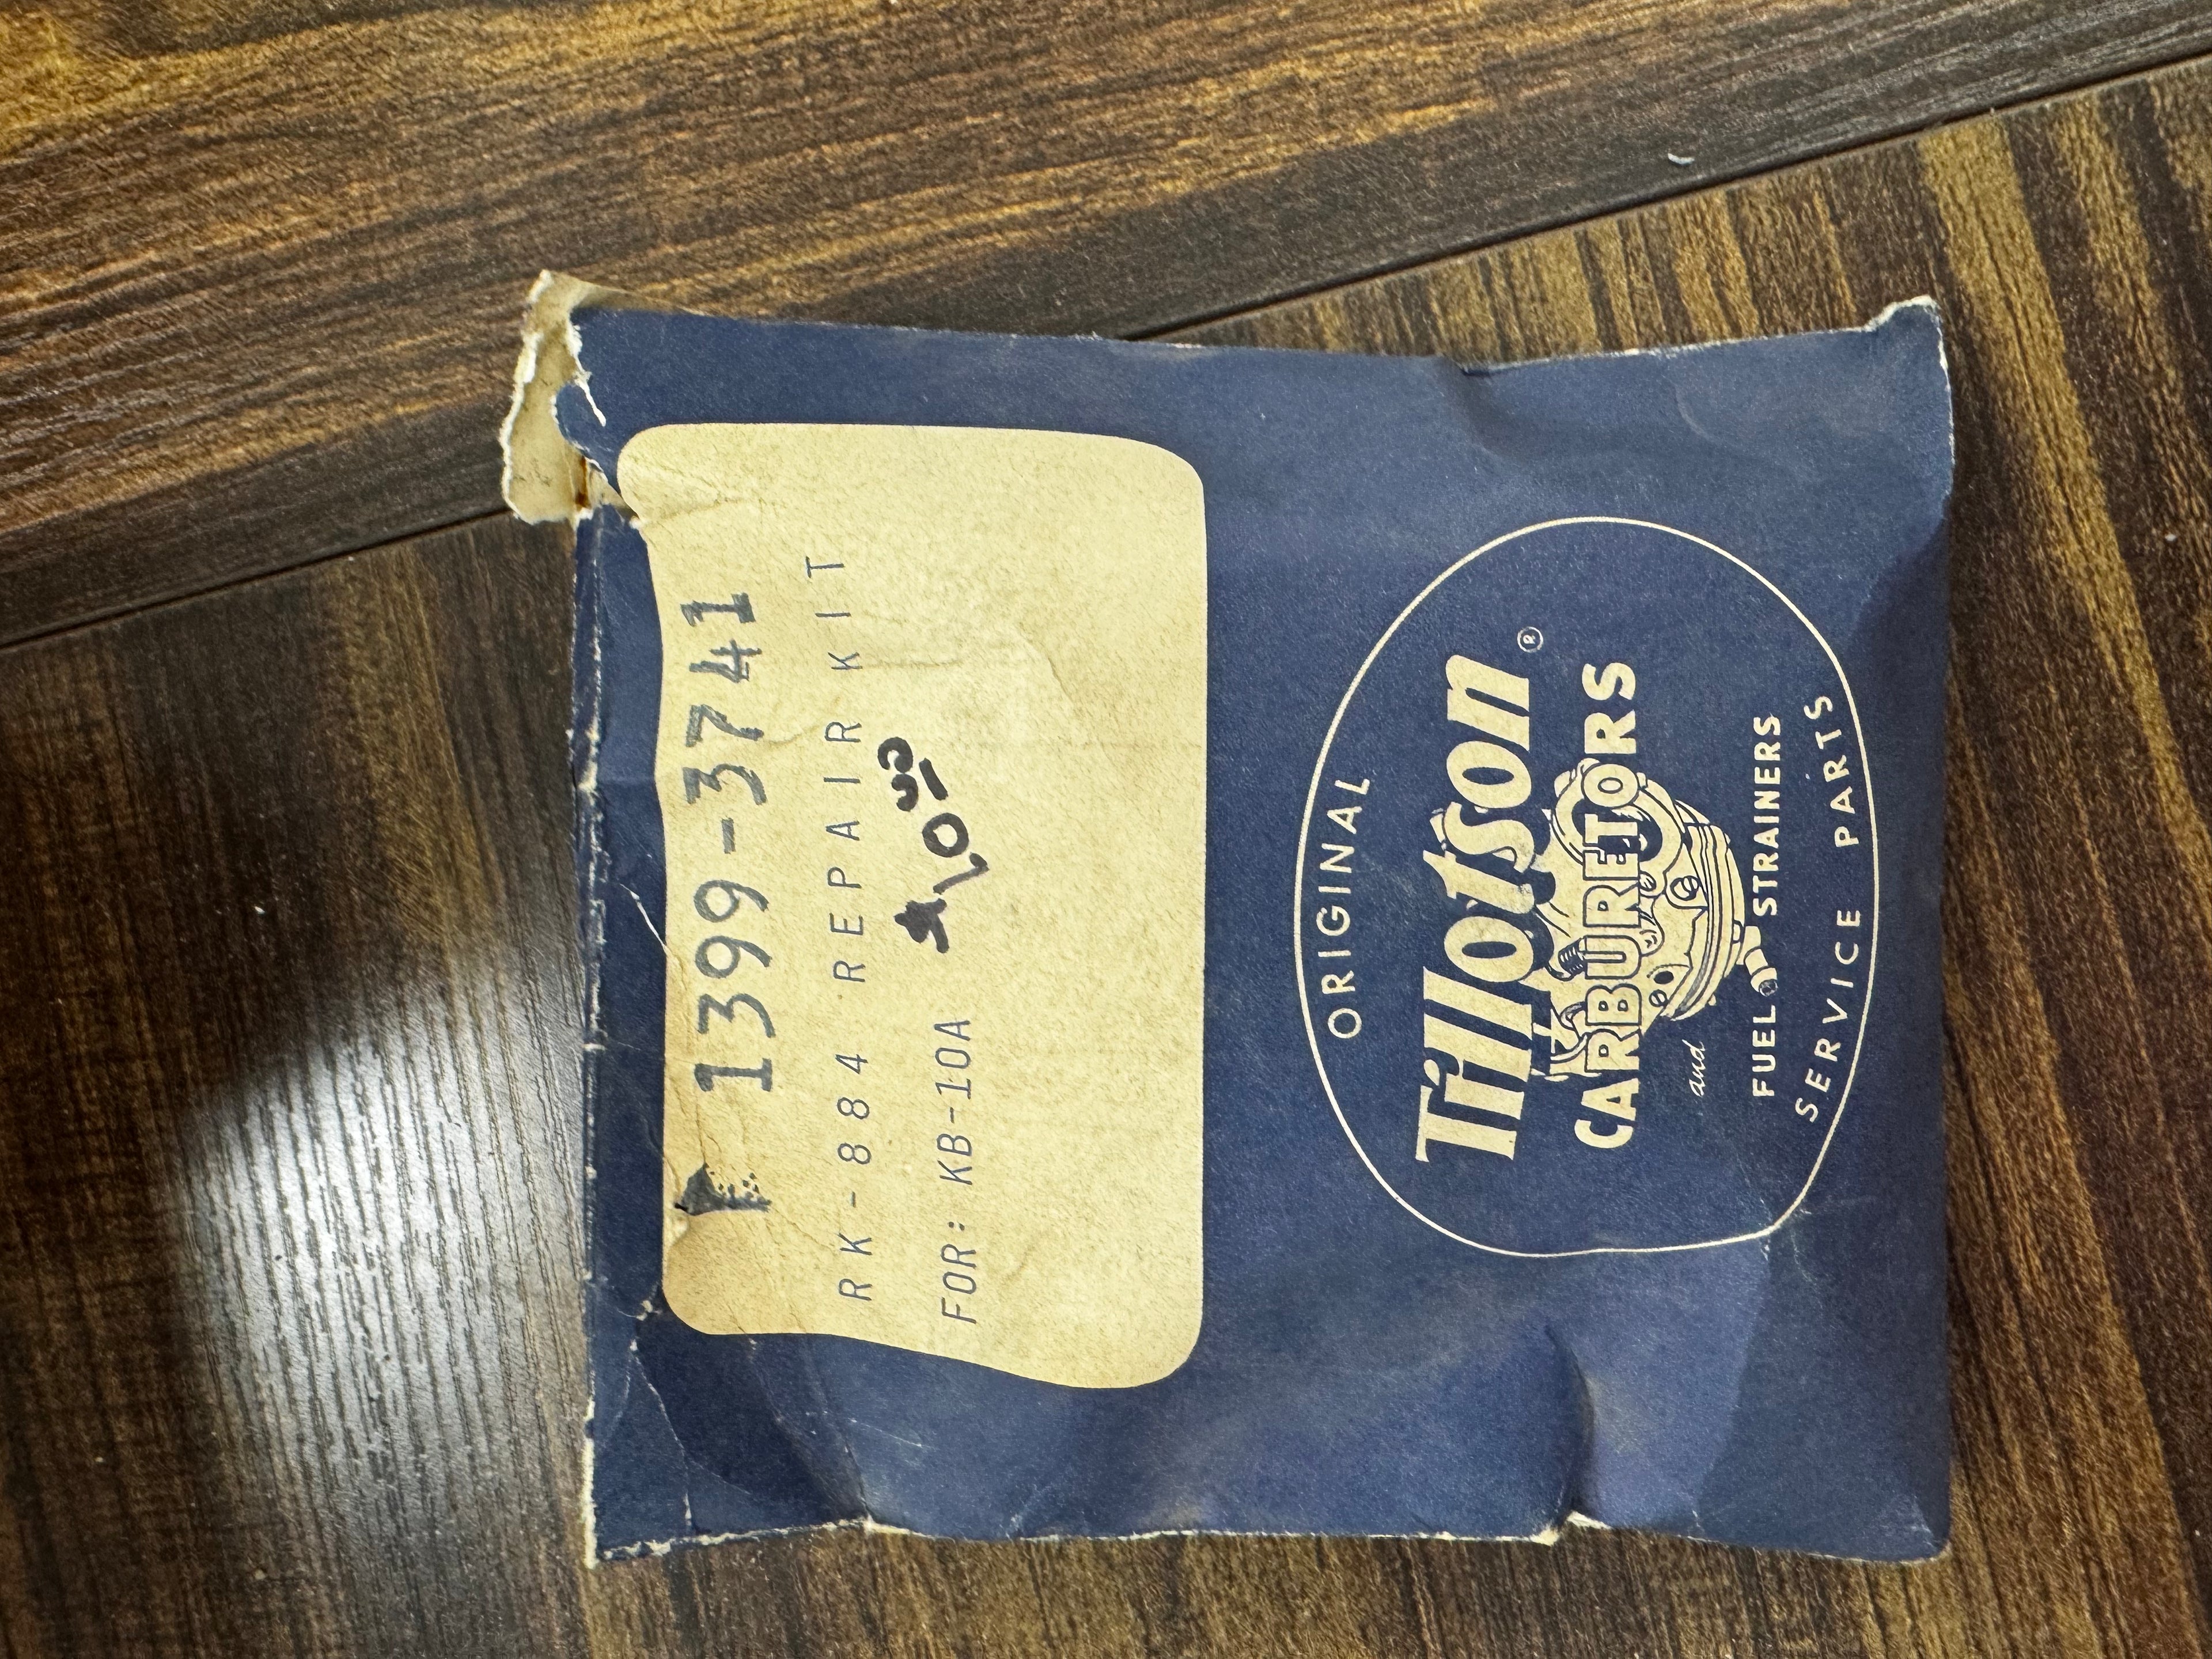 1399-3741
RK-884 REPAIR KIT
FOR: KB-10A
ORIGINAL
Tillotson®
CARBURETORS
and
FUEL STRAINERS
SERVICE PARTS